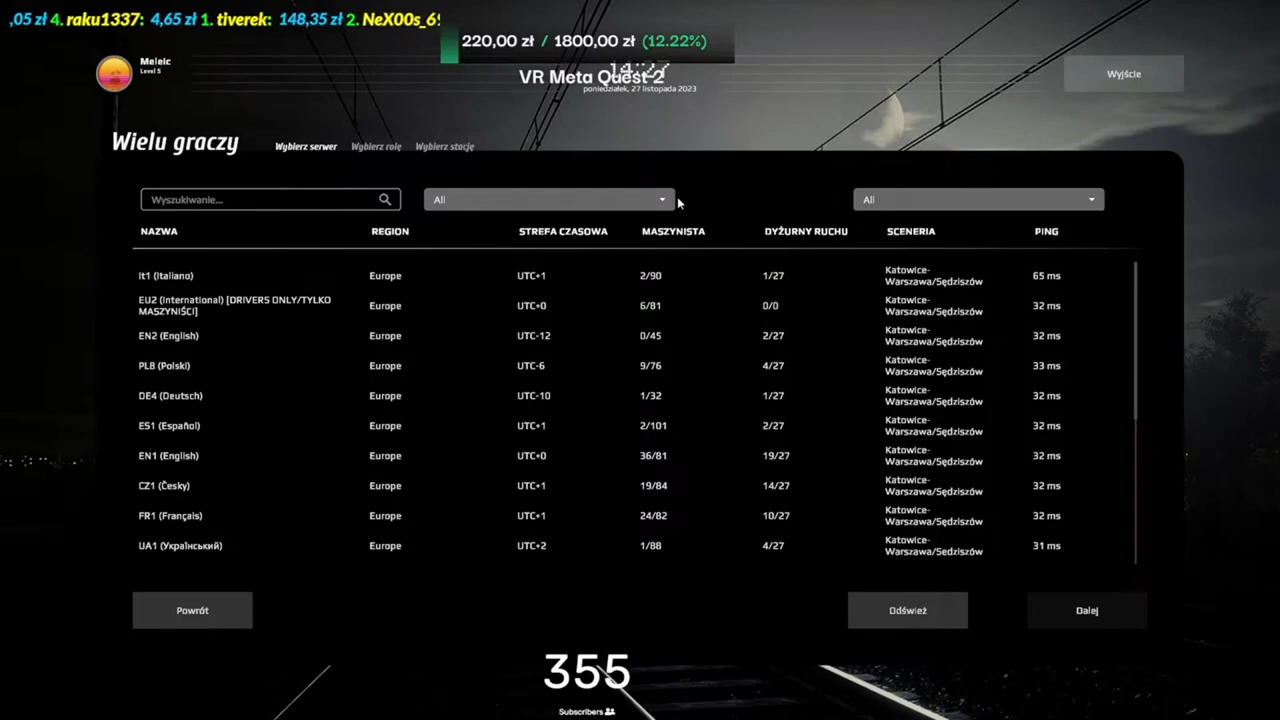 ,05 zł 4. raku1337: 4,65 zł 1. tiverek: 148,35 zł 2. NeX00s_69
220,00 zł / 1800,00 zł (12.22%)
Meleic
Level 5
14:27
VR Meta Quest 2
poniedziałek, 27 listopada 2023
Wyjście
Wielu graczy
Wybierz serwer Wybierz rolę Wybierz stację
Wyszukiwanie...
All
All
NAZWA REGION STREFA CZASOWA MASZYNISTA DYŻURNY RUCHU SCENERIA PING
It1 (Italiano) Europe UTC+1 2/90 1/27 Katowice-Warszawa/Sędziszów 65 ms
EU2 (International) [DRIVERS ONLY/TYLKO MASZYNIŚCI] Europe UTC+0 6/81 0/0 Katowice-Warszawa/Sędziszów 32 ms
EN2 (English) Europe UTC-12 0/45 2/27 Katowice-Warszawa/Sędziszów 32 ms
PL8 (Polski) Europe UTC-6 9/76 4/27 Katowice-Warszawa/Sędziszów 33 ms
DE4 (Deutsch) Europe UTC-10 1/32 1/27 Katowice-Warszawa/Sędziszów 32 ms
ES1 (Español) Europe UTC+1 2/101 2/27 Katowice-Warszawa/Sędziszów 32 ms
EN1 (English) Europe UTC+0 36/81 19/27 Katowice-Warszawa/Sędziszów 32 ms
CZ1 (Česky) Europe UTC+1 19/84 14/27 Katowice-Warszawa/Sędziszów 32 ms
FR1 (Français) Europe UTC+1 24/82 10/27 Katowice-Warszawa/Sędziszów 32 ms
UA1 (Український) Europe UTC+2 1/88 4/27 Katowice-Warszawa/Sędziszów 31 ms
Powrót
Odśwież
Dalej
355
Subscribers